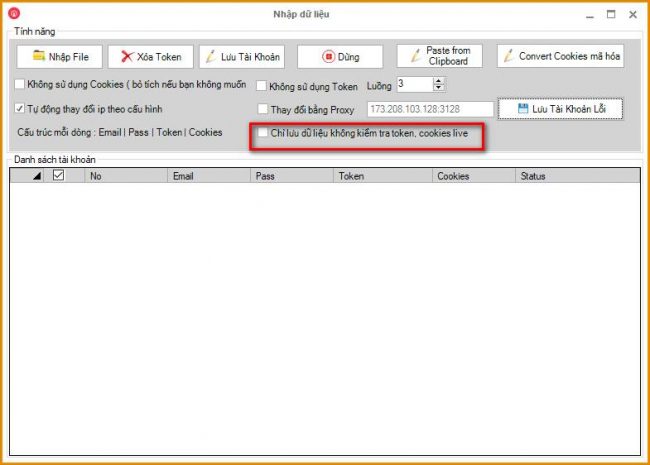 Nhập dữ liệu
Tính năng
Nhập File
Xóa Token
Lưu Tài Khoản
Dừng
Paste from
Clipboard
Convert Cookies mã hóa
Không sử dụng Cookies ( bỏ tích nếu bạn không muốn
Không sử dụng Token
Luồng
3
Tự động thay đổi ip theo cấu hình
Thay đổi bằng Proxy
173.208.103.128:3128
Lưu Tài Khoản Lỗi
Cấu trúc mỗi dòng : Email | Pass | Token | Cookies
Chỉ lưu dữ liệu không kiểm tra token, cookies live
Danh sách tài khoản
No Email Pass Token Cookies Status